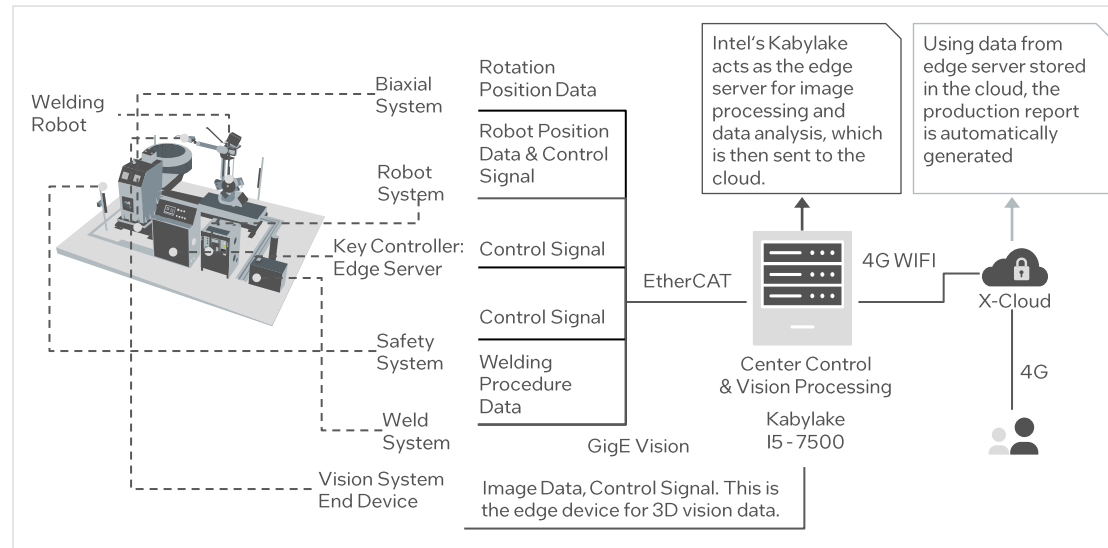 Welding
Robot
Biaxial
System
Robot
System
Key Controller:
Edge Server
Safety
System
Weld
System
Vision System
End Device
Rotation
Position Data
Robot Position
Data & Control
Signal
Control Signal
Control Signal
Welding
Procedure
Data
Image Data, Control Signal. This is
the edge device for 3D vision data.
EtherCAT
GigE Vision
Intel's Kabylake
acts as the edge
server for image
processing and
data analysis, which
is then sent to the
cloud.
Center Control
& Vision Processing
Kabylake
I5-7500
4G WIFI
Using data from
edge server stored
in the cloud, the
production report
is automatically
generated
X-Cloud
4G